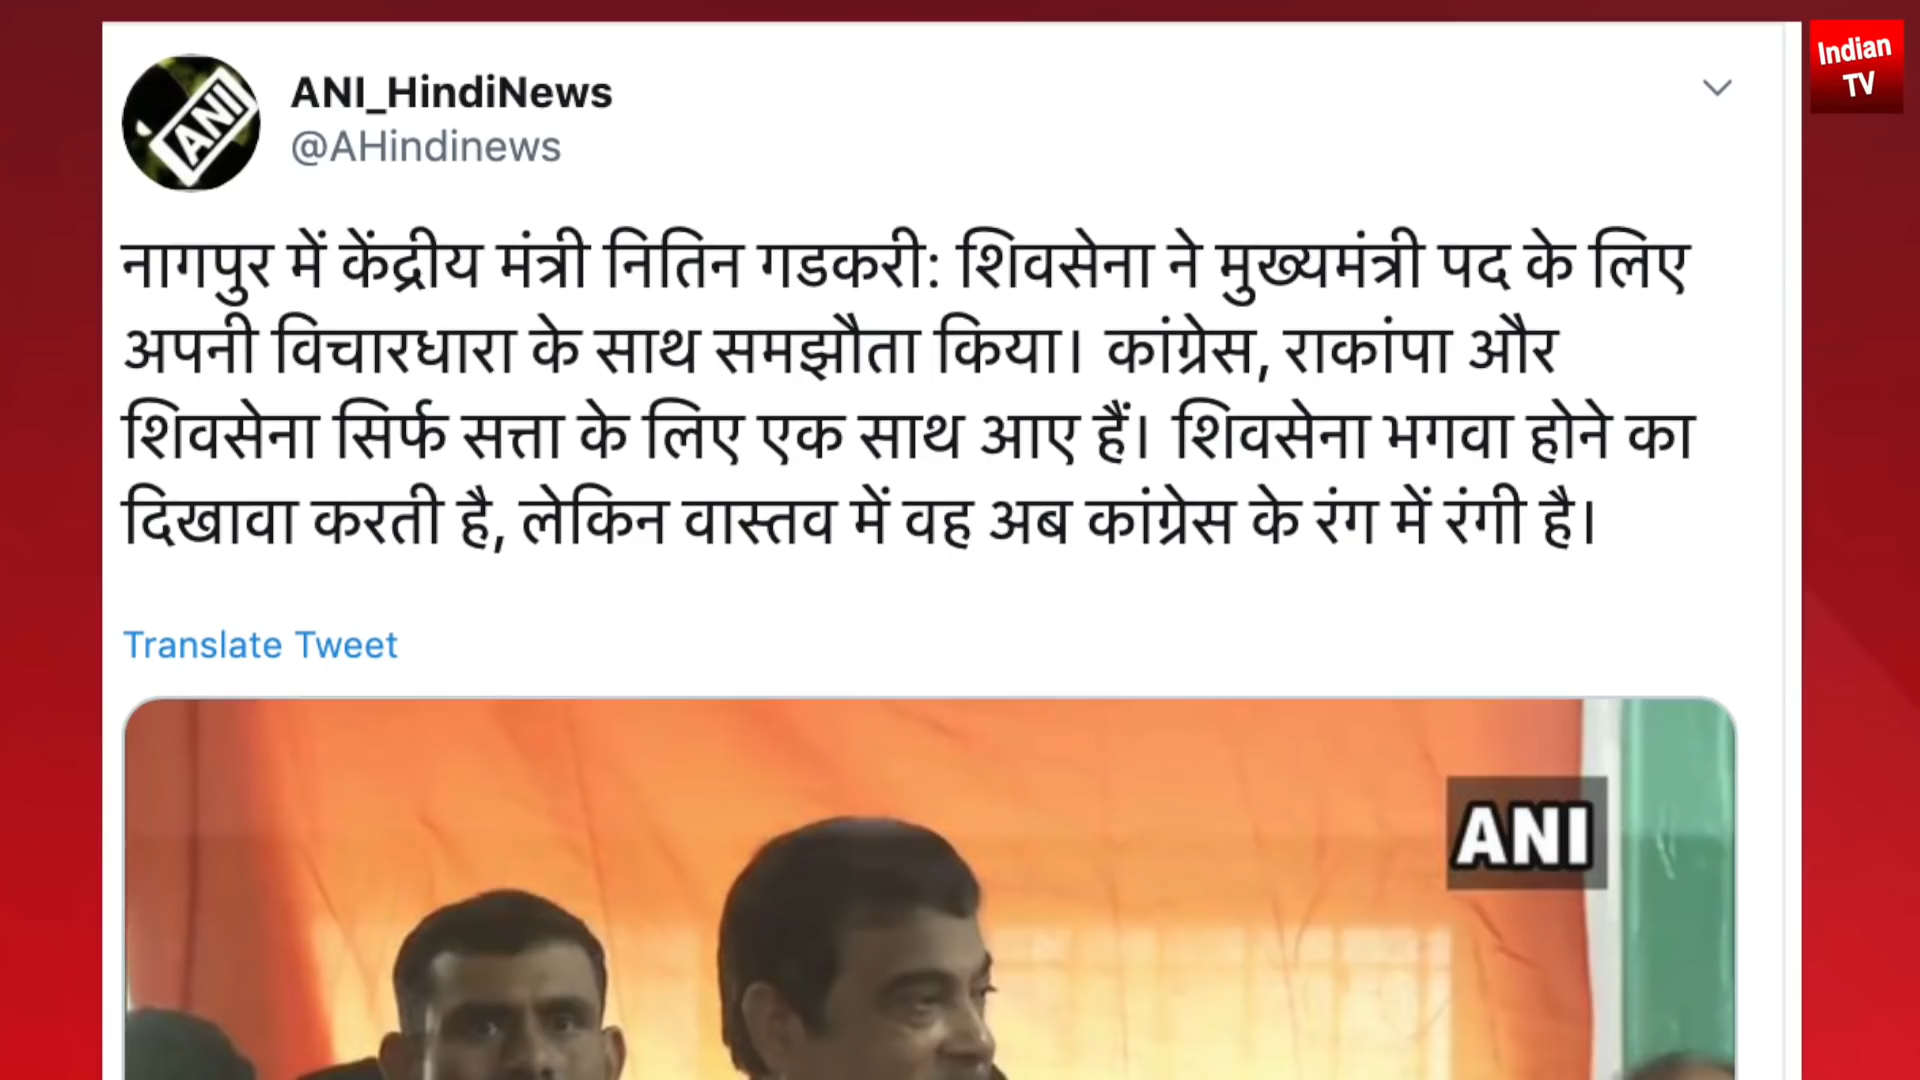 ANI_HindiNews
@AHindinews
Indian
TV
ANI
नागपुर में केंद्रीय मंत्री नितिन गडकरी: शिवसेना ने मुख्यमंत्री पद के लिए
अपनी विचारधारा के साथ समझौता किया। कांग्रेस, राकांपा और
शिवसेना सिर्फ सत्ता के लिए एक साथ आए हैं। शिवसेना भगवा होने का
दिखावा करती है, लेकिन वास्तव में वह अब कांग्रेस के रंग में रंगी है।
Translate Tweet
ANI